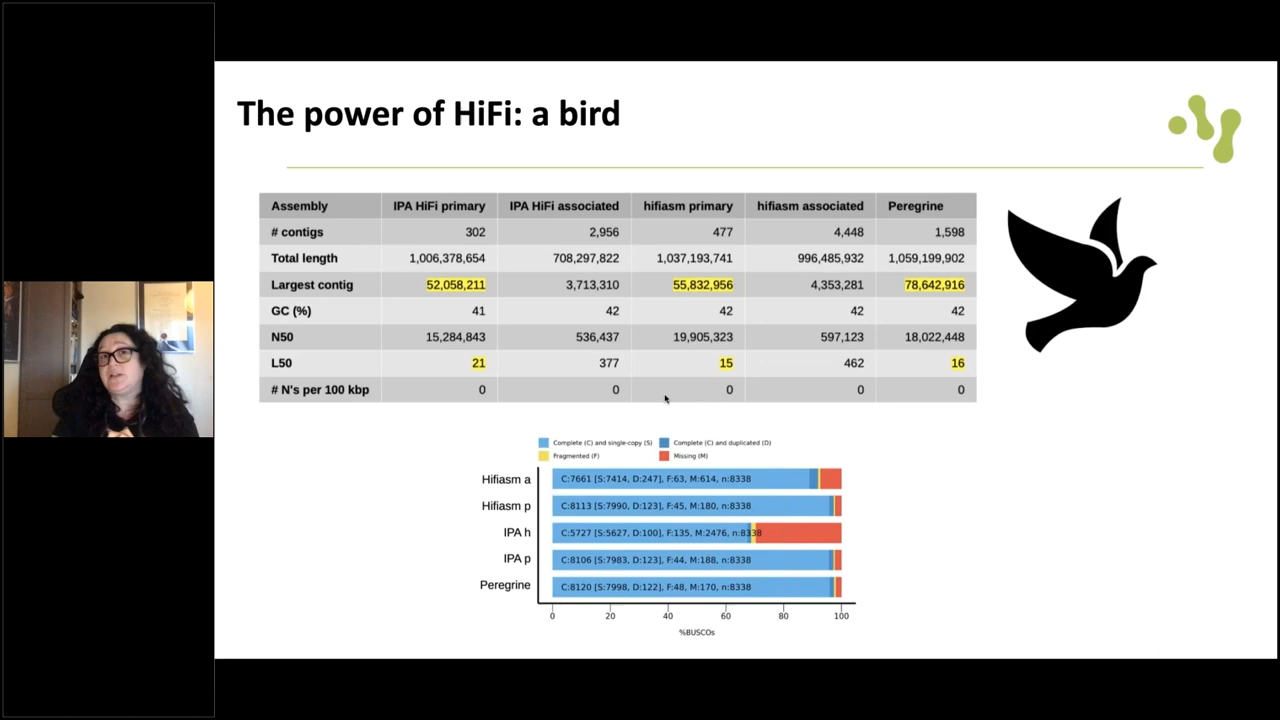 The power of HiFi: a bird
Assembly IPA HiFi primary IPA HiFi associated hifiasm primary hifiasm associated Peregrine
# contigs 302 2,956 477 4,448 1,598
Total length 1,006,378,654 708,297,822 1,037,193,741 996,485,932 1,059,199,902
Largest contig 52,058,211 3,713,310 55,832,956 4,353,281 78,642,916
GC (%) 41 42 42 42 42
N50 15,284,843 536,437 19,905,323 597,123 18,022,448
L50 21 377 15 462 16
# N's per 100 kbp 0 0 0 0 0
Complete (C) and single-copy (S) Complete (C) and duplicated (D)
Fragmented (F) Missing (M)
Hifiasm a C:7661 [S:7414, D:247], F:63, M:614, n:8338
Hifiasm p C:8113 [S:7990, D:123], F:45, M:180, n:8338
IPA h C:5727 [S:5627, D:100], F:135, M:2476, n:8338
IPA p C:8106 [S:7983, D:123], F:44, M:188, n:8338
Peregrine C:8120 [S:7998, D:122], F:48, M:170, n:8338
0 20 40 60 80 100
%BUSCOs